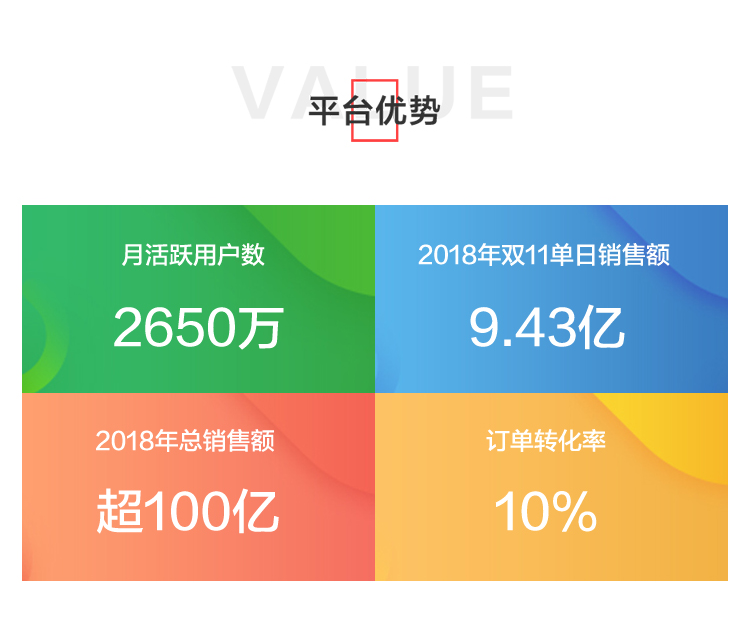 VALUE
平台优势
月活跃用户数
2650万
2018年双11单日销售额
9.43亿
2018年总销售额
超100亿
订单转化率
10%